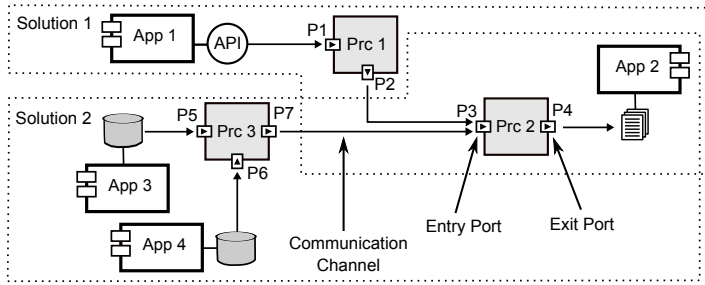 Solution 1
App 1
API
P1
Prc 1
P2
App 2
Solution 2
P5
P7
Prc 3
P6
P3
P4
Prc 2
App 3
App 4
Communication
Channel
Entry Port
Exit Port